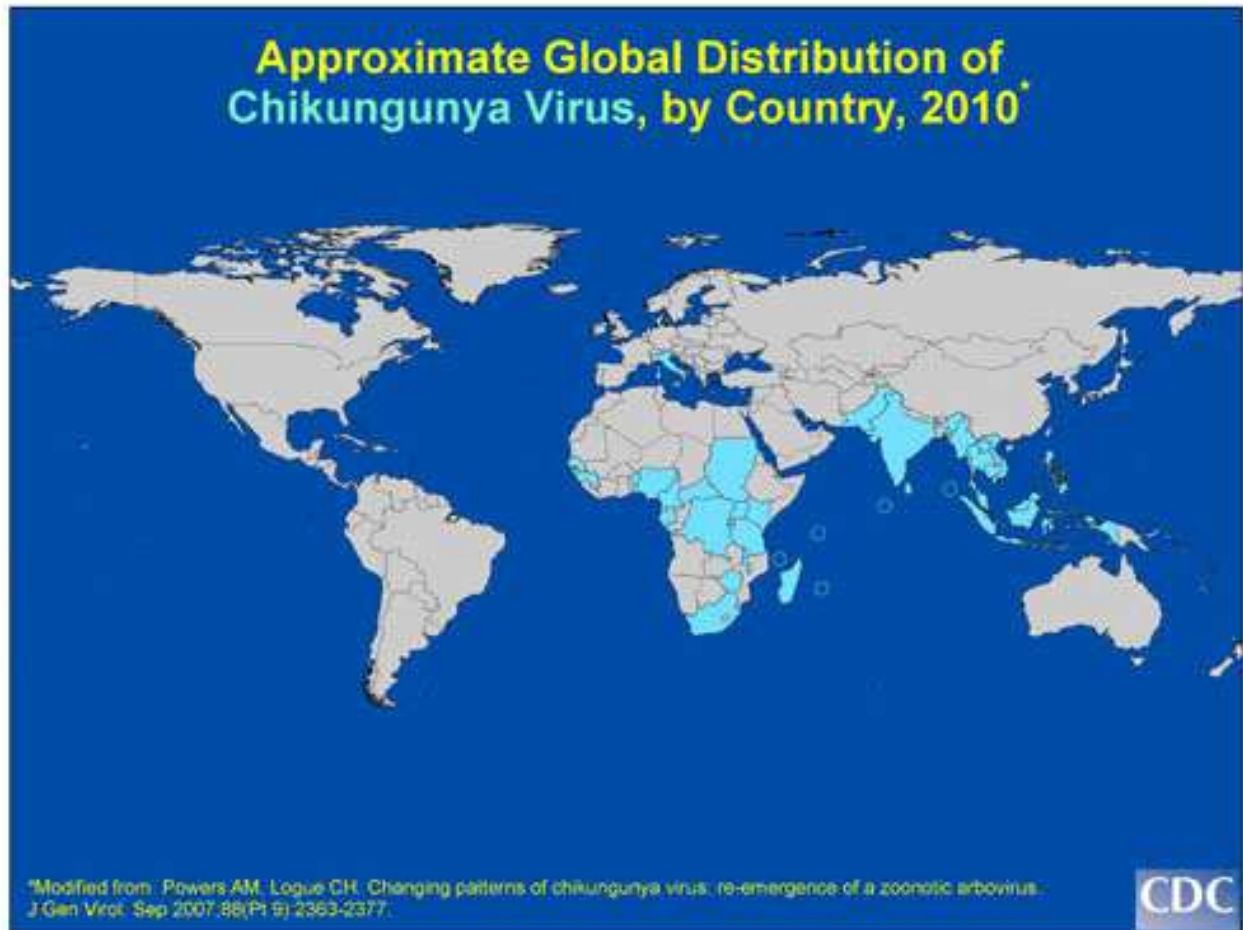 Approximate Global Distribution of
Chikungunya Virus, by Country, 2010*
*Modified from: Powers AM, Logue CH. Changing patterns of chikungunya virus: re-emergence of a zoonotic arbovirus.
J Gen Virol. Sep 2007;88(Pt 9) 2363-2377.
CDC